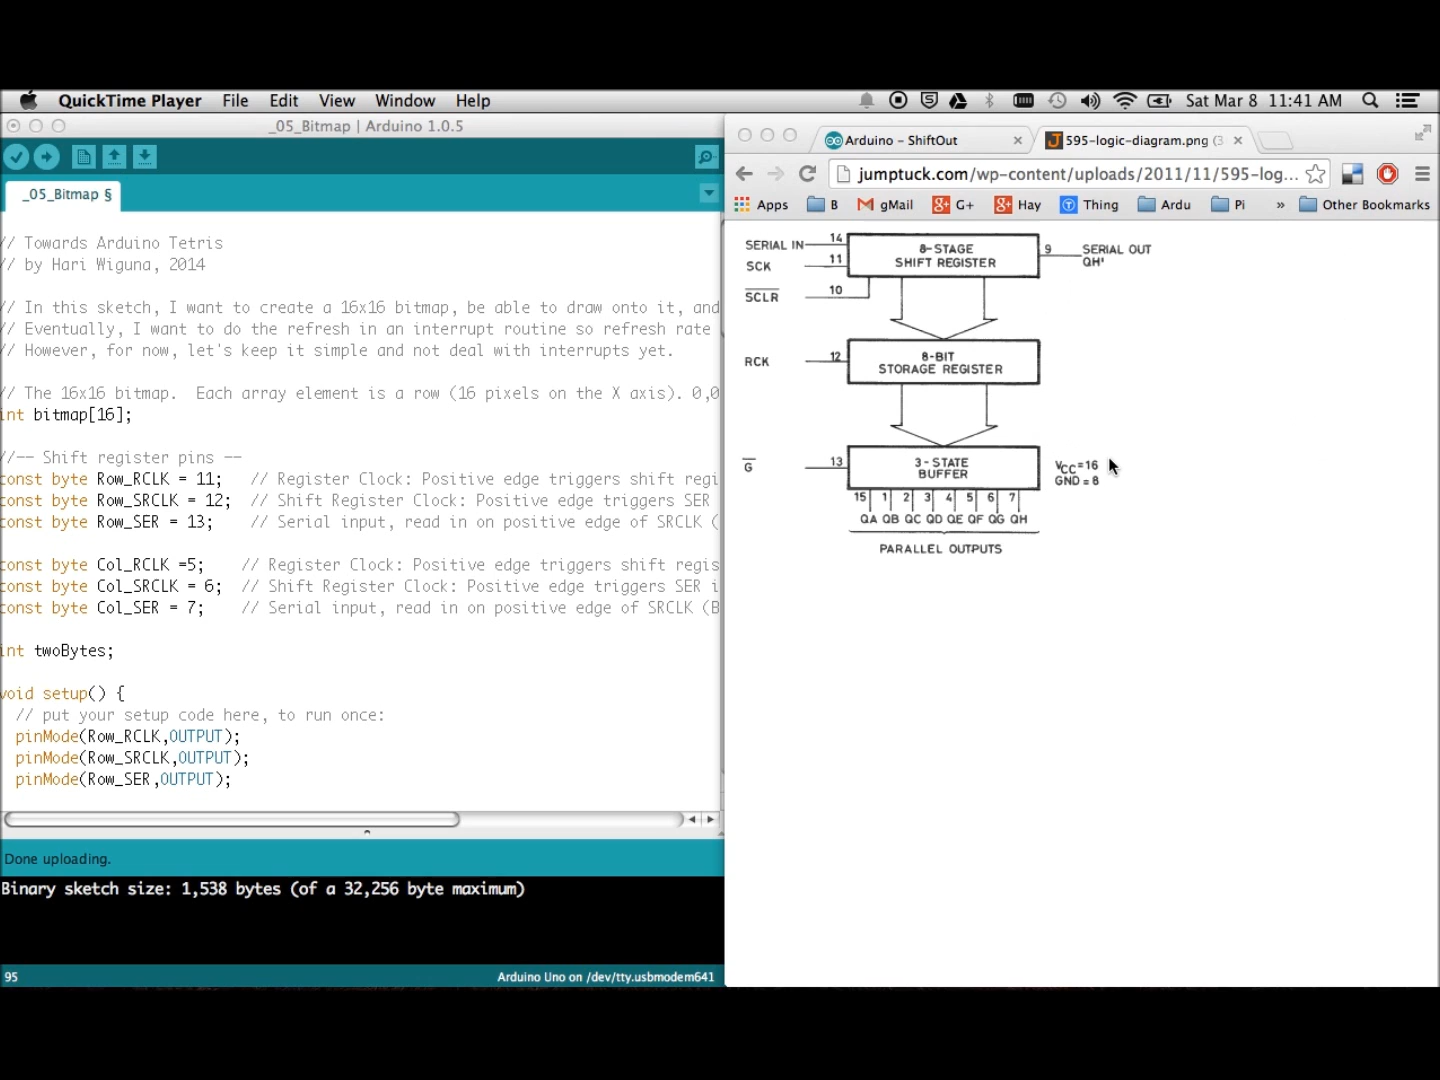 QuickTime Player File Edit View Window Help Sat Mar 8 11:41 AM
_05_Bitmap | Arduino 1.0.5
_05_Bitmap §
// Towards Arduino Tetris
// by Hari Wiguna, 2014
// In this sketch, I want to create a 16x16 bitmap, be able to draw onto it, and
// Eventually, I want to do the refresh in an interrupt routine so refresh rate
// However, for now, let's keep it simple and not deal with interrupts yet.
// The 16x16 bitmap.  Each array element is a row (16 pixels on the X axis). 0,0
int bitmap[16];
//-- Shift register pins --
const byte Row_RCLK = 11;   // Register Clock: Positive edge triggers shift regi
const byte Row_SRCLK = 12;  // Shift Register Clock: Positive edge triggers SER
const byte Row_SER = 13;    // Serial input, read in on positive edge of SRCLK (
const byte Col_RCLK =5;    // Register Clock: Positive edge triggers shift regis
const byte Col_SRCLK = 6;  // Shift Register Clock: Positive edge triggers SER i
const byte Col_SER = 7;    // Serial input, read in on positive edge of SRCLK (B
int twoBytes;
void setup() {
// put your setup code here, to run once:
pinMode(Row_RCLK,OUTPUT);
pinMode(Row_SRCLK,OUTPUT);
pinMode(Row_SER,OUTPUT);
Done uploading.
Binary sketch size: 1,538 bytes (of a 32,256 byte maximum)
95 Arduino Uno on /dev/tty.usbmodem641
Arduino - ShiftOut 595-logic-diagram.png (3
jumptuck.com/wp-content/uploads/2011/11/595-log...
Apps B gMail G+ Hay Thing Ardu Pi » Other Bookmarks
SERIAL IN 14 8-STAGE 9 SERIAL OUT
SCK 11 SHIFT REGISTER QH'
SCLR 10
RCK 12 8-BIT
STORAGE REGISTER
G 13 3-STATE VCC=16
BUFFER GND = 8
15 1 2 3 4 5 6 7
QA QB QC QD QE QF QG QH
PARALLEL OUTPUTS